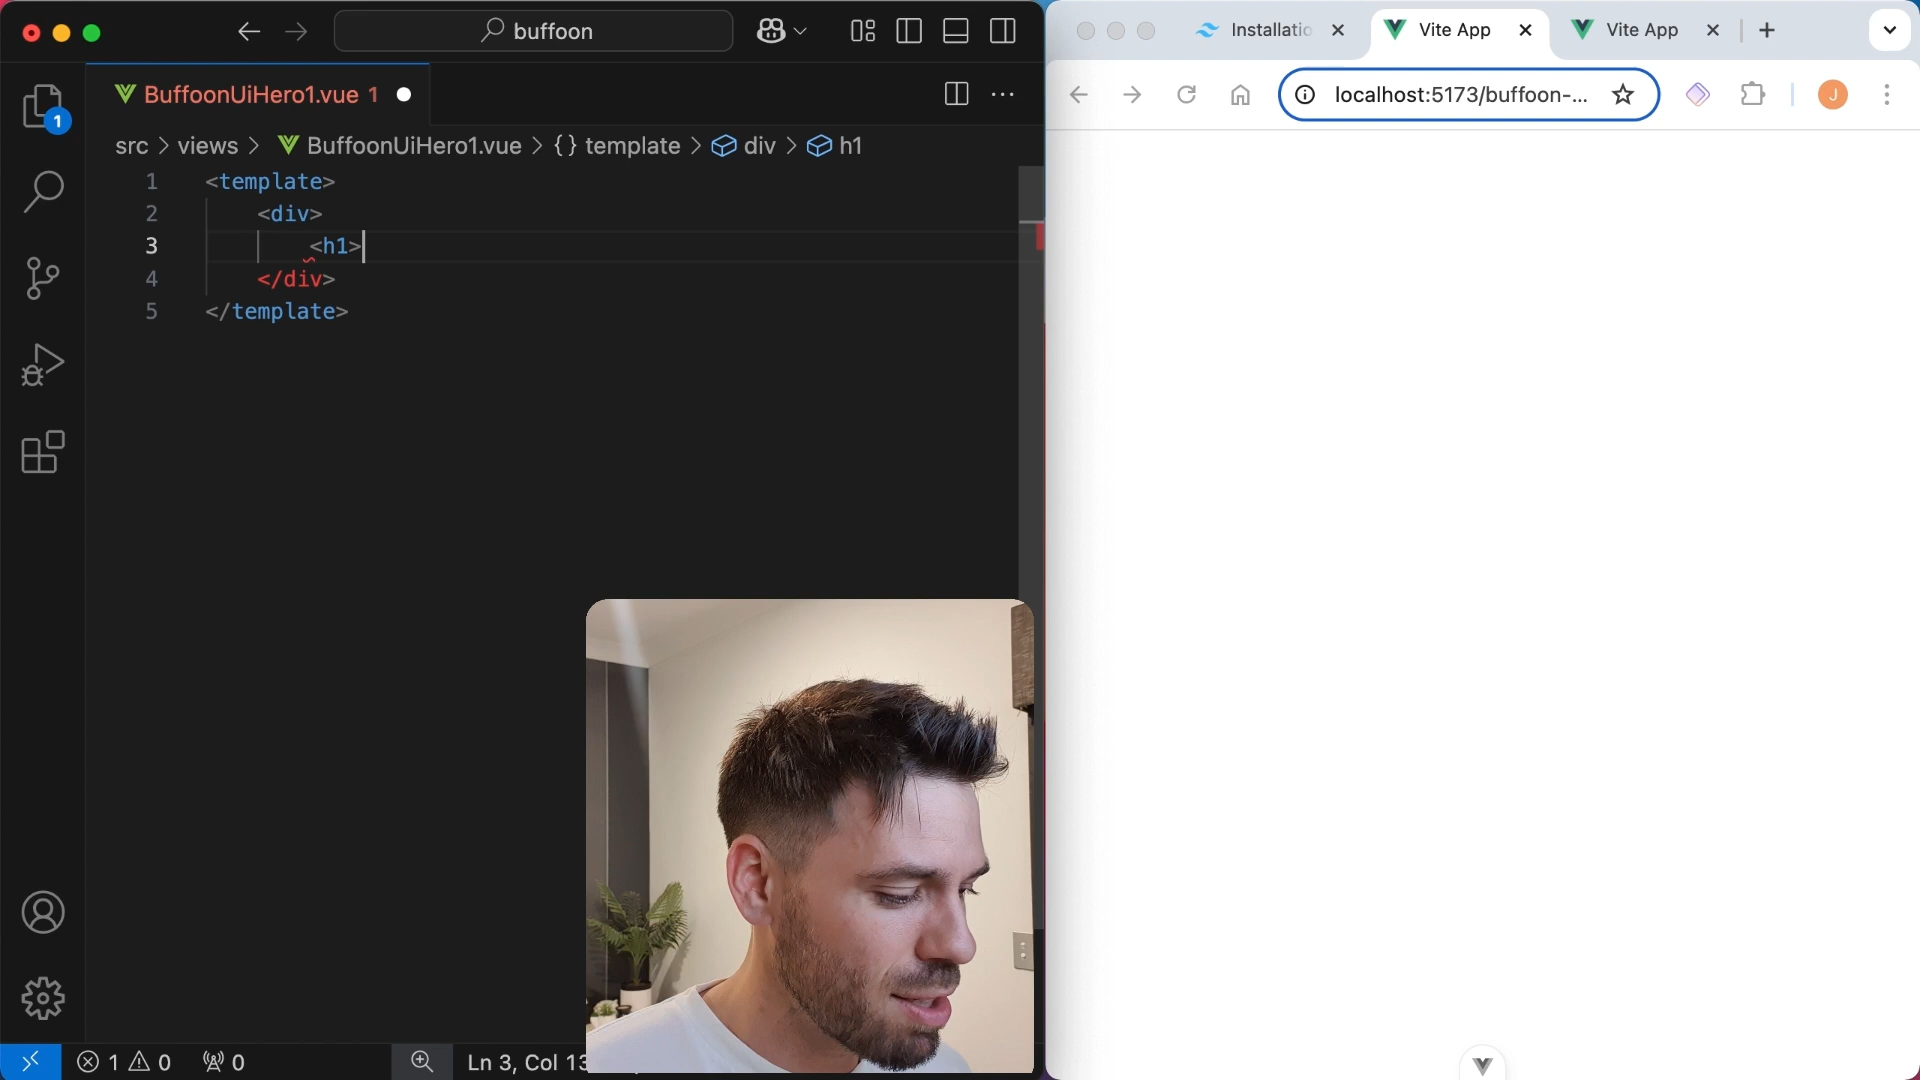 buffoon
BuffoonUiHero1.vue 1
src > views > BuffoonUiHero1.vue > {} template > div > h1
1 <template>
2 <div>
3 <h1>
4 </div>
5 </template>
1
1 0 0
Ln 3, Col 13
Installatio
Vite App
Vite App
localhost:5173/buffoon-...
J